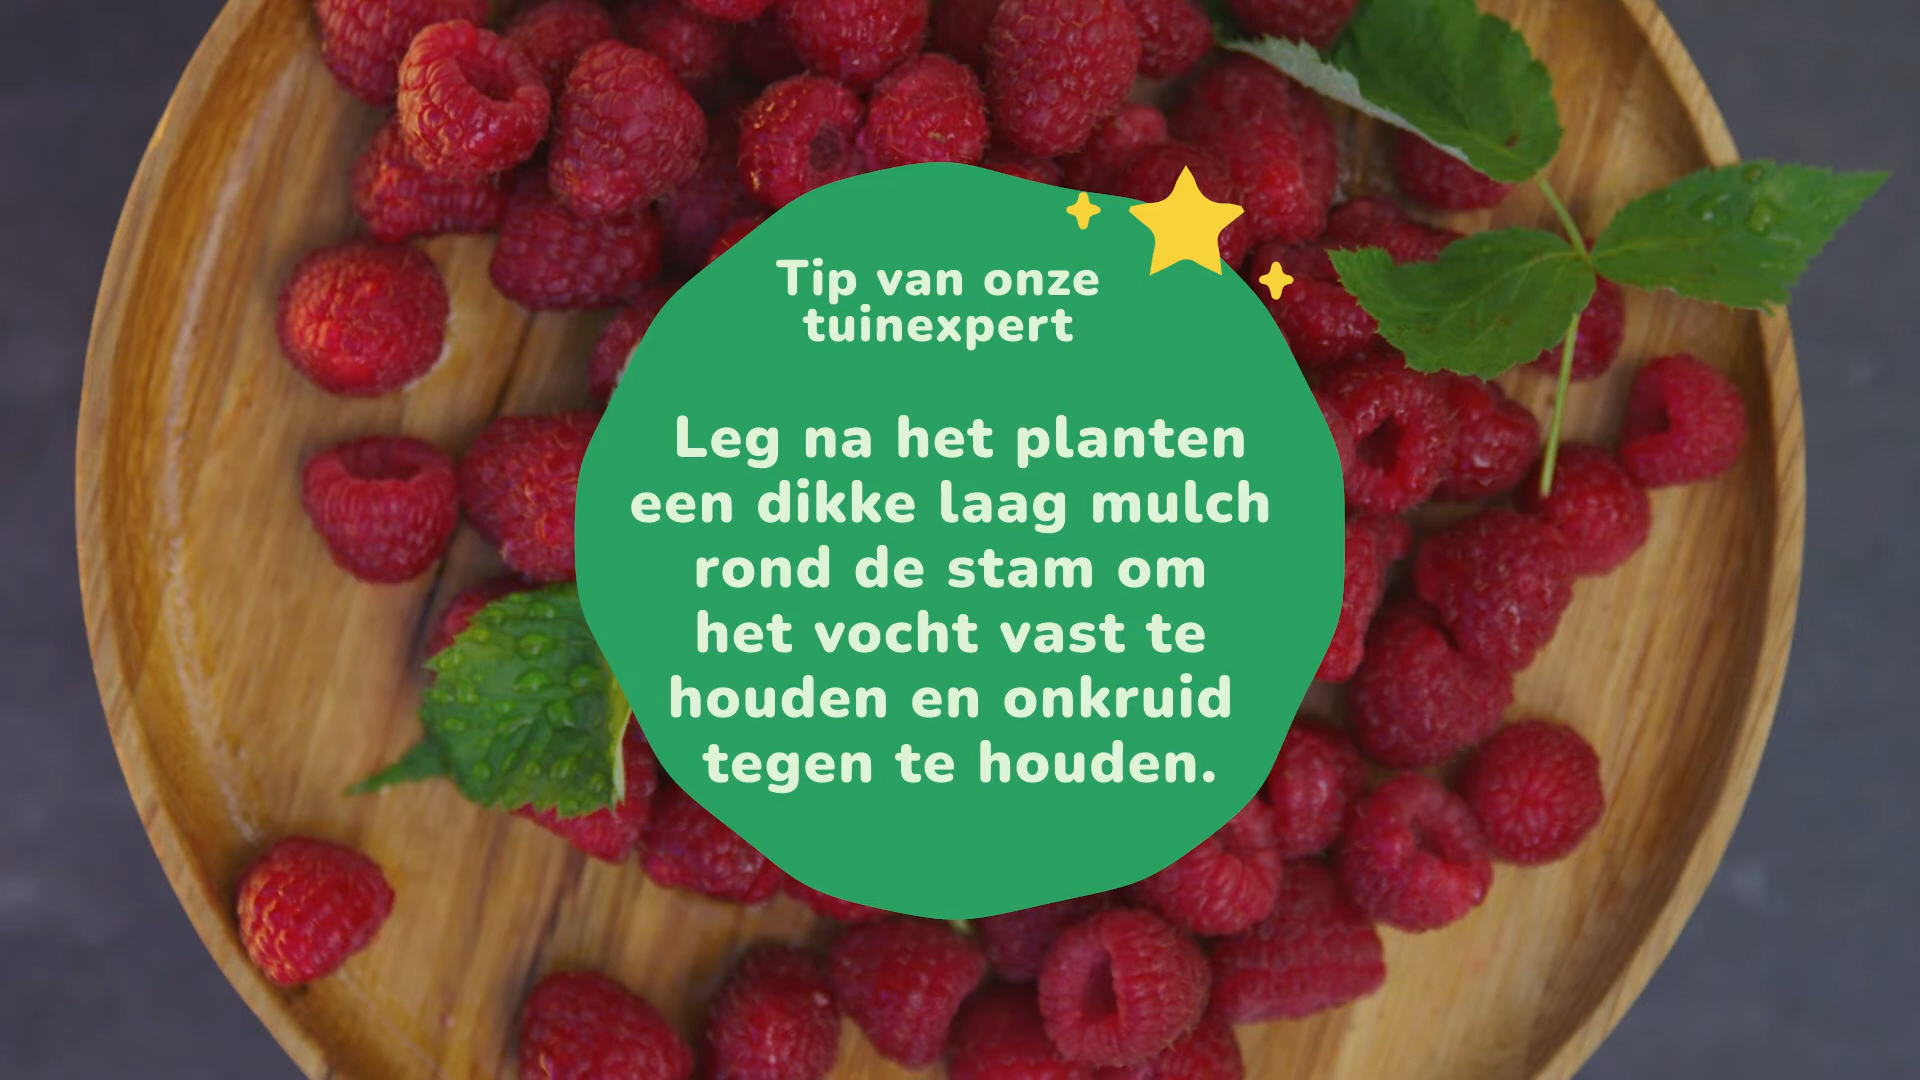 Tip van onze
tuinexpert
Leg na het planten
een dikke laag mulch
rond de stam om
het vocht vast te
houden en onkruid
tegen te houden.